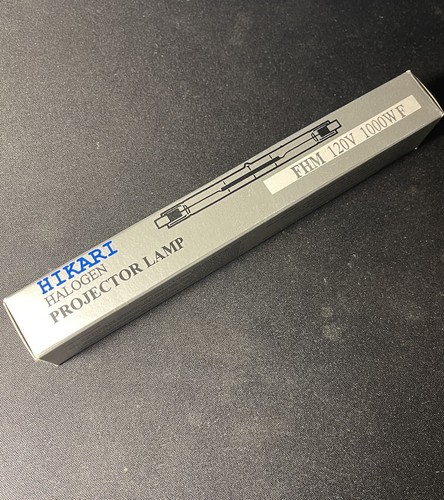 HIKARI
HALOGEN
PROJECTOR LAMP
FHM 120V 1000W F